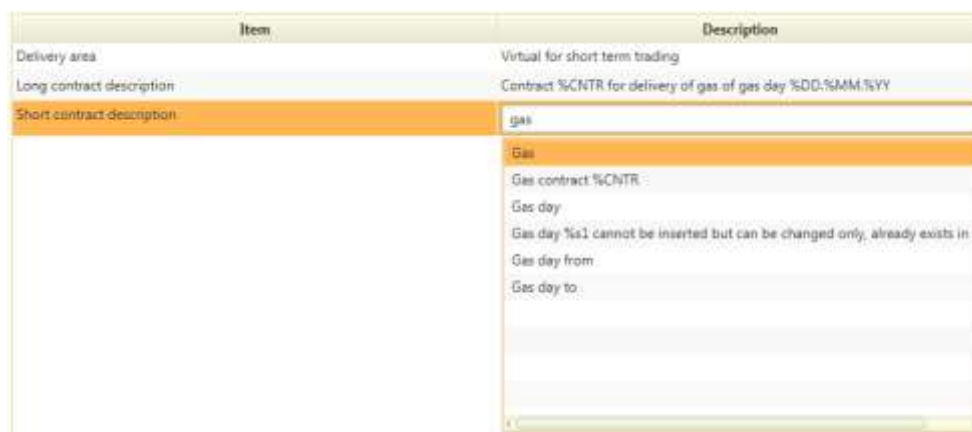 Item Description
Delivery area Virtual for short term trading
Long contract description Contract %CNTR for delivery of gas of gas day %DD.%MM.%YY
Short contract description gas
Gas
Gas contract %CNTR
Gas day
Gas day %s1 cannot be inserted but can be changed only, already exists in
Gas day from
Gas day to